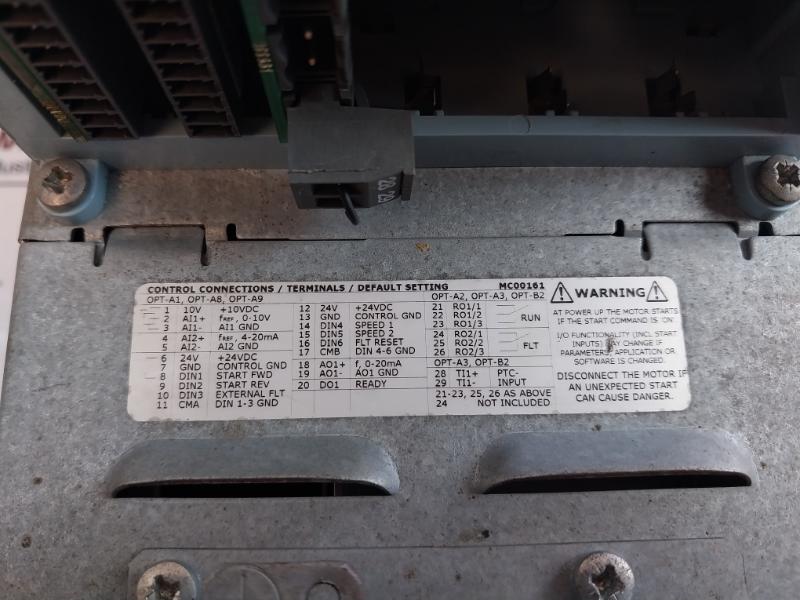 CONTROL CONNECTIONS / TERMINALS / DEFAULT SETTING MC00161
OPT-A1, OPT-A8, OPT-A9
1 10V +10VDC
2 AI1+ fREF, 0-10V
3 AI1- AI1 GND
4 AI2+ fREF, 4-20mA
5 AI2- AI2 GND
6 24V +24VDC
7 GND CONTROL GND
8 DIN1 START FWD
9 DIN2 START REV
10 DIN3 EXTERNAL FLT
11 CMA DIN 1-3 GND
12 24V +24VDC
13 GND CONTROL GND
14 DIN4 SPEED 1
15 DIN5 SPEED 2
16 DIN6 FLT RESET
17 CMB DIN 4-6 GND
18 AO1+ f, 0-20mA
19 AO1- AO1 GND
20 DO1 READY
OPT-A2, OPT-A3, OPT-B2
21 RO1/1
22 RO1/2 RUN
23 RO1/3
24 RO2/1
25 RO2/2 FLT
26 RO2/3
OPT-A3, OPT-B2
28 TI1+ PTC-
29 TI1- INPUT
21-23, 25, 26 AS ABOVE
24 NOT INCLUDED
WARNING
AT POWER UP THE MOTOR STARTS
IF THE START COMMAND IS ON
I/O FUNCTIONALITY (INCL START
INPUTS) MAY CHANGE IF
PARAMETERS, APPLICATION OR
SOFTWARE IS CHANGED.
DISCONNECT THE MOTOR IF
AN UNEXPECTED START
CAN CAUSE DANGER.